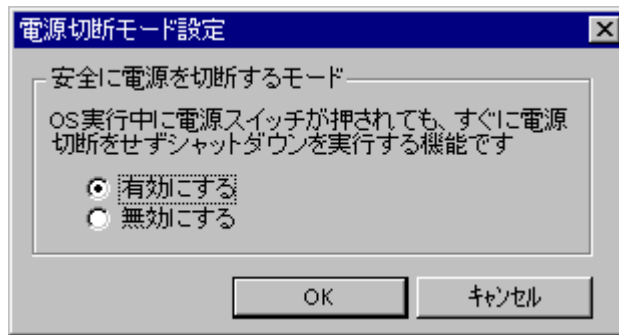 電源切断モード設定
安全に電源を切断するモード
OS実行中に電源スイッチが押されても、すぐに電源
切断をせずシャットダウンを実行する機能です
有効にする
無効にする
OK
ｷｬﾝｾﾙ